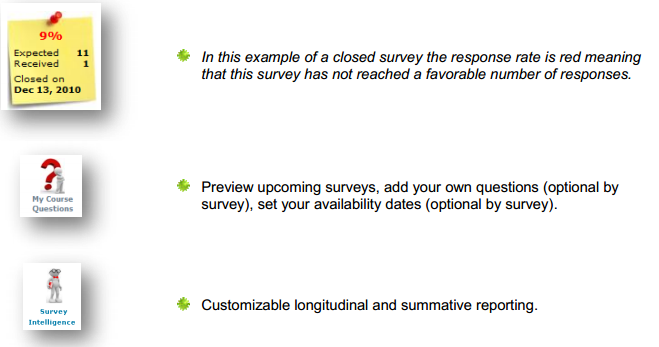 9%
Expected 11
Received 1
Closed on
Dec 13, 2010
In this example of a closed survey the response rate is red meaning
that this survey has not reached a favorable number of responses.
My Course
Questions
Preview upcoming surveys, add your own questions (optional by
survey), set your availability dates (optional by survey).
Survey
Intelligence
Customizable longitudinal and summative reporting.